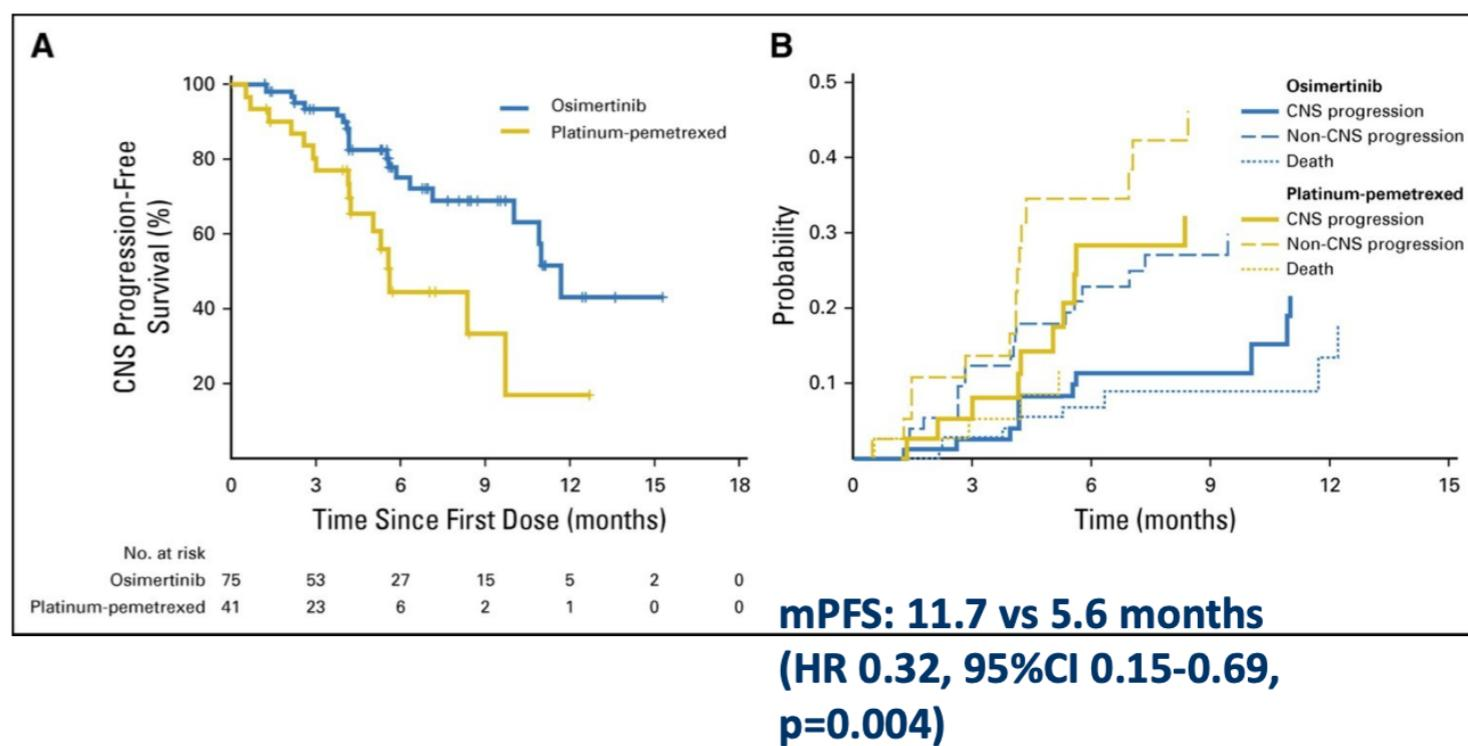 A
CNS Progression-Free
Survival (%)
100
80
60
40
20
Osimertinib
Platinum-pemetrexed
0 3 6 9 12 15 18
Time Since First Dose (months)
No. at risk
Osimertinib 75 53 27 15 5 2 0
Platinum-pemetrexed 41 23 6 2 1 0 0
B
Probability
0.5
0.4
0.3
0.2
0.1
Osimertinib
CNS progression
Non-CNS progression
Death
Platinum-pemetrexed
CNS progression
Non-CNS progression
Death
0 3 6 9 12 15
Time (months)
mPFS: 11.7 vs 5.6 months
(HR 0.32, 95%CI 0.15-0.69,
p=0.004)